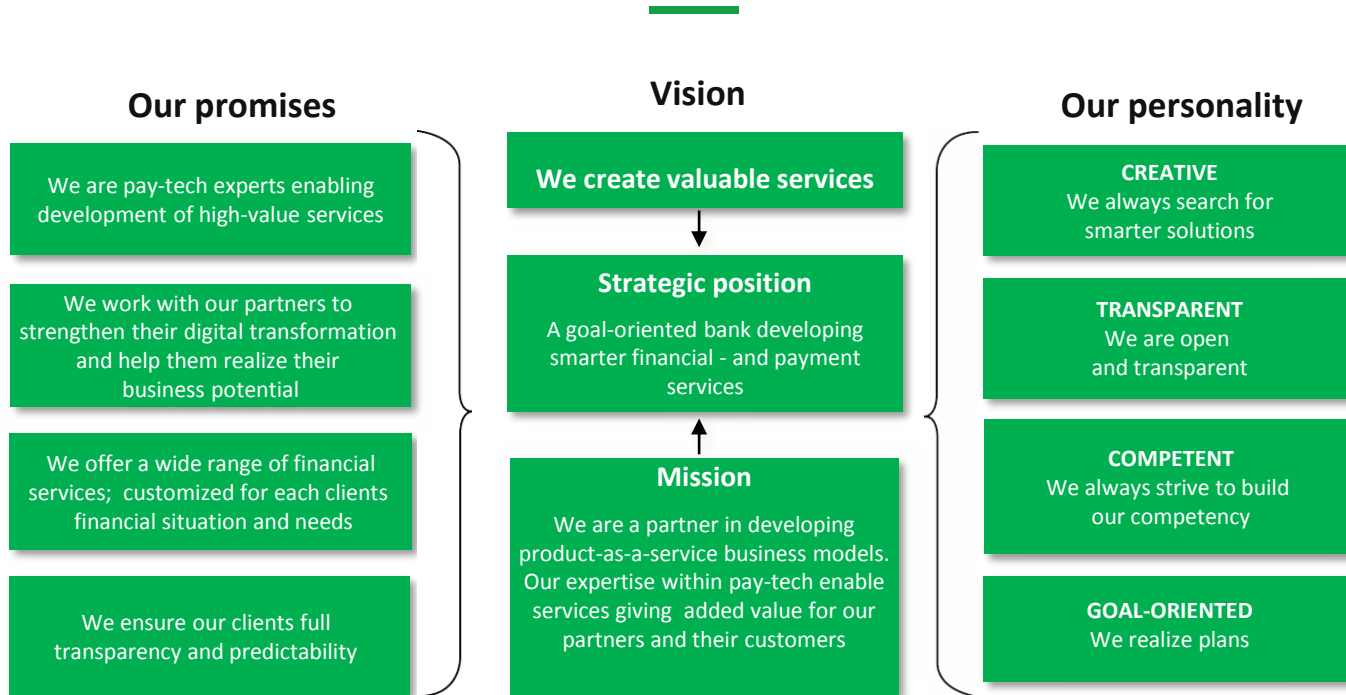 Our promises
We are pay-tech experts enabling
development of high-value services
We work with our partners to
strengthen their digital transformation
and help them realize their
business potential
We offer a wide range of financial
services;  customized for each clients
financial situation and needs
We ensure our clients full
transparency and predictability
Vision
We create valuable services
Strategic position
A goal-oriented bank developing
smarter financial - and payment
services
Mission
We are a partner in developing
product-as-a-service business models.
Our expertise within pay-tech enable
services giving  added value for our
partners and their customers
Our personality
CREATIVE
We always search for
smarter solutions
TRANSPARENT
We are open
and transparent
COMPETENT
We always strive to build
our competency
GOAL-ORIENTED
We realize plans